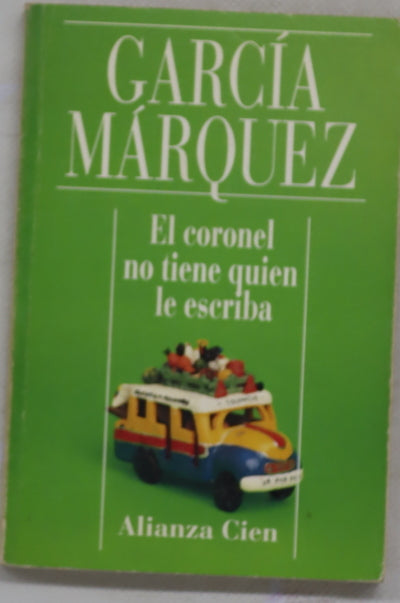 GARCÍA
MÁRQUEZ
El coronel
no tiene quien
le escriba
Alianza Cien